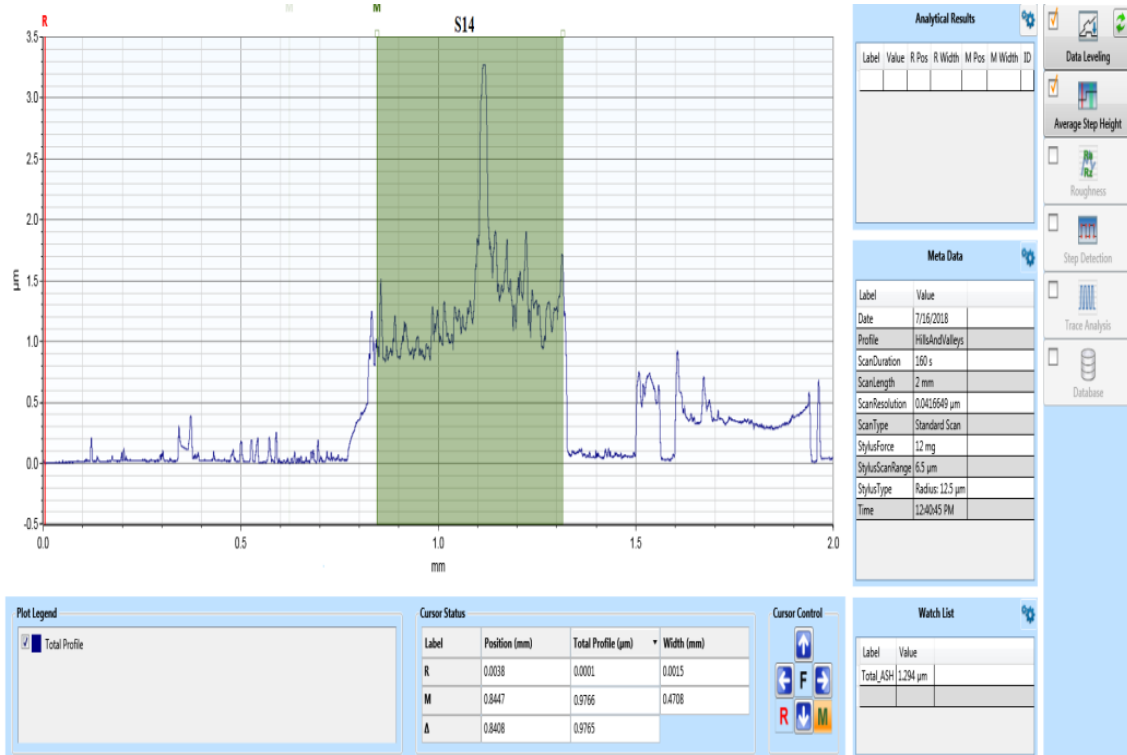 R
M
M
S14
3.5
3.0
2.5
2.0
1.5
1.0
0.5
0.0
-0.5
µm
0.0
0.5
1.0
1.5
2.0
mm
Analytical Results
Label Value R Pos R Width M Pos M Width ID
Meta Data
Label Value
Date 7/16/2018
Profile HillsAndValleys
ScanDuration 160 s
ScanLength 2 mm
ScanResolution 0.0416649 µm
ScanType Standard Scan
StylusForce 12 mg
StylusScanRange 6.5 µm
StylusType Radius: 12.5 µm
Time 12:40:45 PM
Data Leveling
Average Step Height
Roughness
Step Detection
Trace Analysis
Database
Plot Legend
Total Profile
Cursor Status
Label Position (mm) Total Profile (µm) Width (mm)
R 0.0038 0.0001 0.0015
M 0.8447 0.9766 0.4708
Δ 0.8408 0.9765
Cursor Control
F
R M
Watch List
Label Value
Total_ASH 1.294 µm